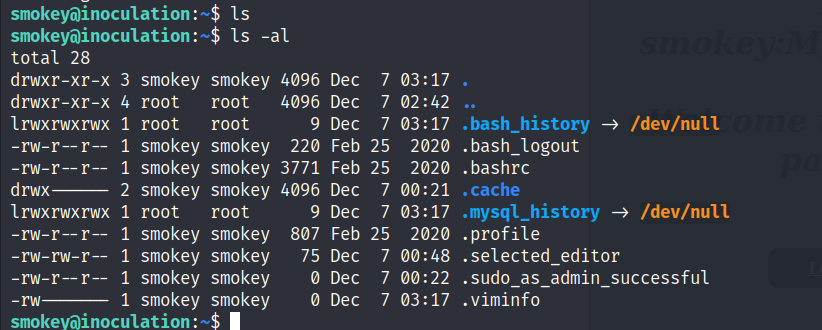 smokey@inoculation:~$ ls
smokey@inoculation:~$ ls -al
total 28
drwxr-xr-x 3 smokey smokey 4096 Dec  7 03:17 .
drwxr-xr-x 4 root   root   4096 Dec  7 02:42 ..
lrwxrwxrwx 1 root   root      9 Dec  7 03:17 .bash_history → /dev/null
-rw-r--r-- 1 smokey smokey  220 Feb 25  2020 .bash_logout
-rw-r--r-- 1 smokey smokey 3771 Feb 25  2020 .bashrc
drwx------ 2 smokey smokey 4096 Dec  7 00:21 .cache
lrwxrwxrwx 1 root   root      9 Dec  7 03:17 .mysql_history → /dev/null
-rw-r--r-- 1 smokey smokey  807 Feb 25  2020 .profile
-rw-rw-r-- 1 smokey smokey   75 Dec  7 00:48 .selected_editor
-rw-r--r-- 1 smokey smokey    0 Dec  7 00:22 .sudo_as_admin_successful
-rw------- 1 smokey smokey    0 Dec  7 03:17 .viminfo
smokey@inoculation:~$
smokey:M
Welcome
pa